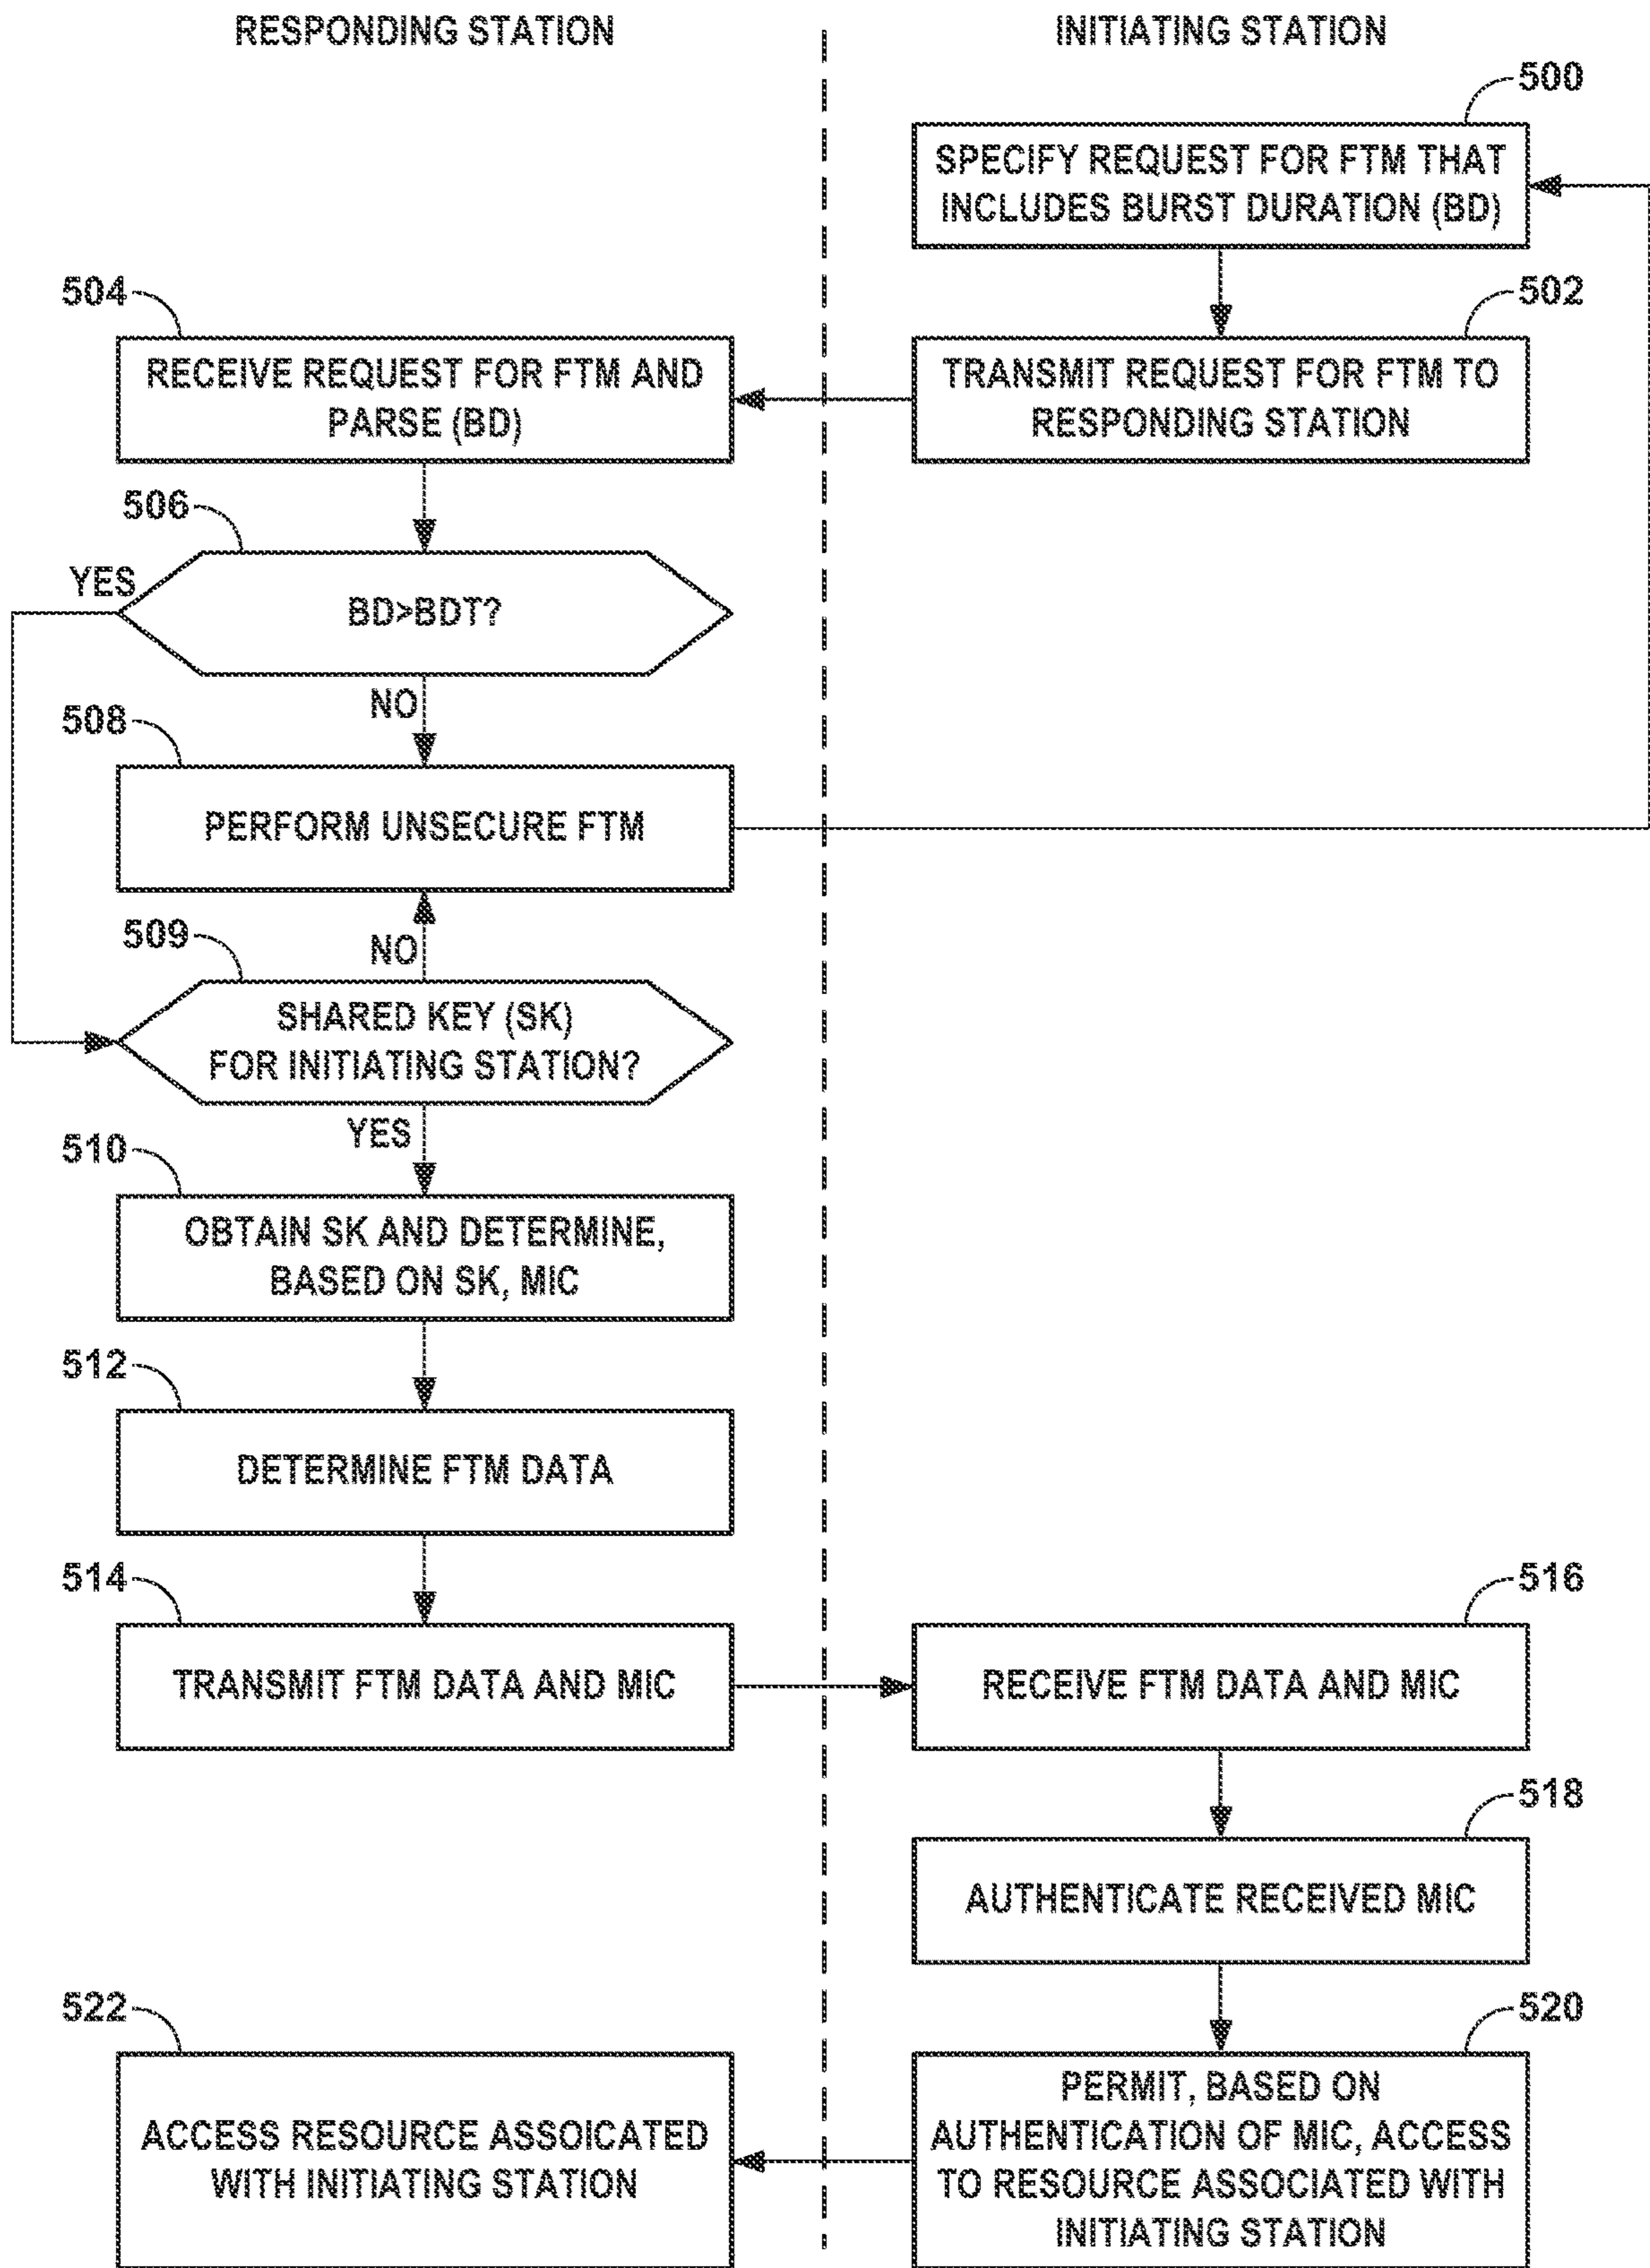 RESPONDING STATION
INITIATING STATION
500
SPECIFY REQUEST FOR FTM THAT
INCLUDES BURST DURATION (BD)
502
TRANSMIT REQUEST FOR FTM TO
RESPONDING STATION
504
RECEIVE REQUEST FOR FTM AND
PARSE (BD)
506
YES
BD>BDT?
NO
508
PERFORM UNSECURE FTM
509
NO
SHARED KEY (SK)
FOR INITIATING STATION?
YES
510
OBTAIN SK AND DETERMINE,
BASED ON SK, MIC
512
DETERMINE FTM DATA
514
TRANSMIT FTM DATA AND MIC
516
RECEIVE FTM DATA AND MIC
518
AUTHENTICATE RECEIVED MIC
520
PERMIT, BASED ON
AUTHENTICATION OF MIC, ACCESS
TO RESOURCE ASSOCIATED WITH
INITIATING STATION
522
ACCESS RESOURCE ASSOICATED
WITH INITIATING STATION